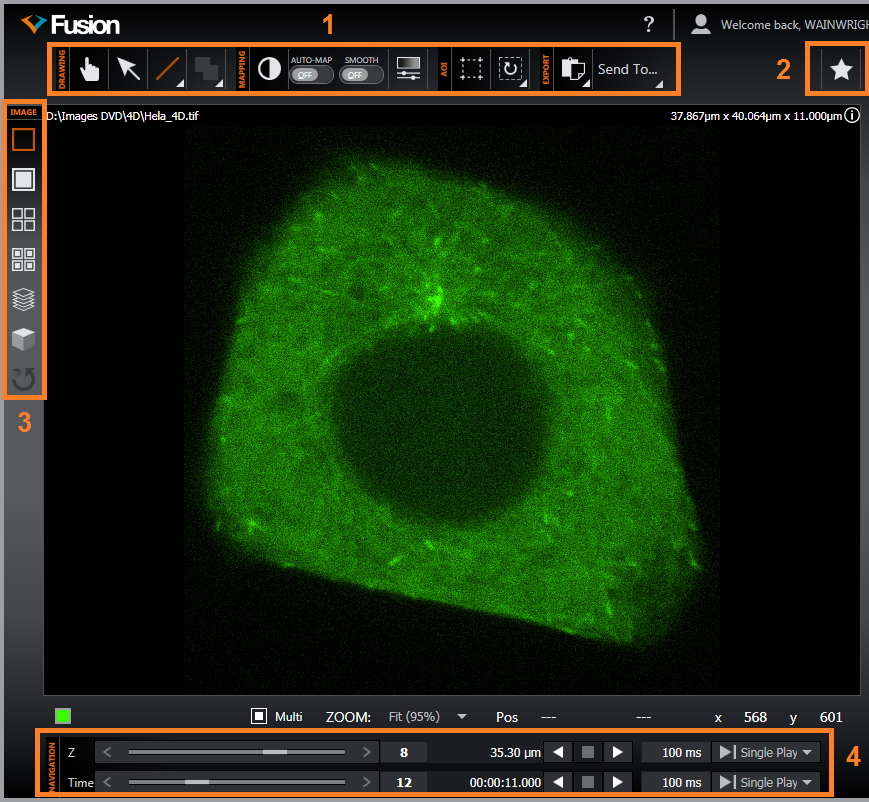 Fusion
1
?
Welcome back, WAINWRIGH
DRAWING
MAPPING
AUTO-MAP
OFF
SMOOTH
OFF
AOI
EXPORT
Send To...
2
IMAGE
D:\Images DVD\4D\Hela_4D.tif
37.867µm x 40.064µm x 11.000µm
3
Multi ZOOM: Fit (95%) Pos --- --- x 568 y 601
NAVIGATION
Z 8 35.30 µm 100 ms Single Play
4
Time 12 00:00:11.000 100 ms Single Play